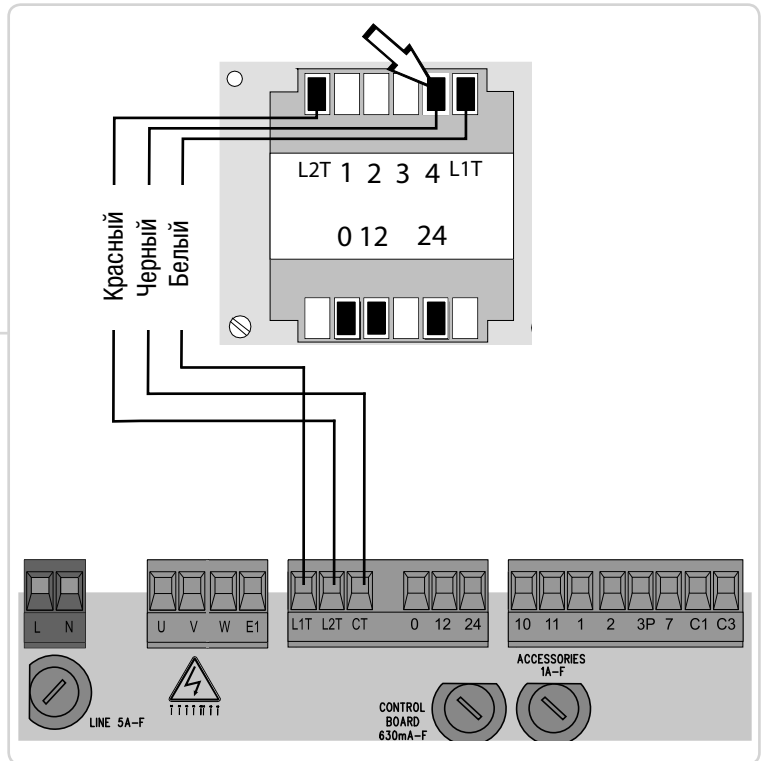 L2T 1 2 3 4 L1T
0 12 24
Красный
Черный
Белый
L N
U V W E1
L1T L2T CT
0 12 24
10 11 1 2 3P 7 C1 C3
LINE 5A-F
CONTROL
BOARD
630mA-F
ACCESSORIES
1A-F